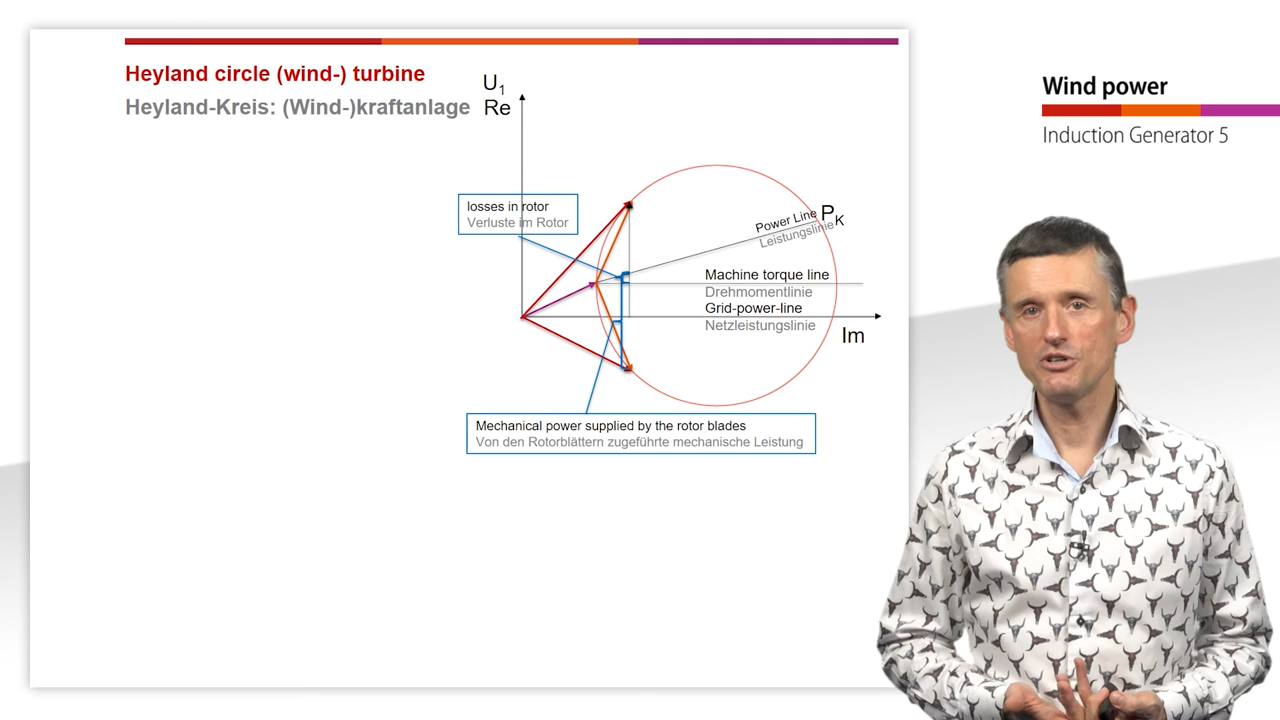 Heyland circle (wind-) turbine
Heyland-Kreis: (Wind-)kraftanlage
U1
Re
losses in rotor
Verluste im Rotor
Power Line
Leistungslinie
PK
Machine torque line
Drehmomentlinie
Grid-power-line
Netzleistungslinie
Im
Mechanical power supplied by the rotor blades
Von den Rotorblättern zugeführte mechanische Leistung
Wind power
Induction Generator 5